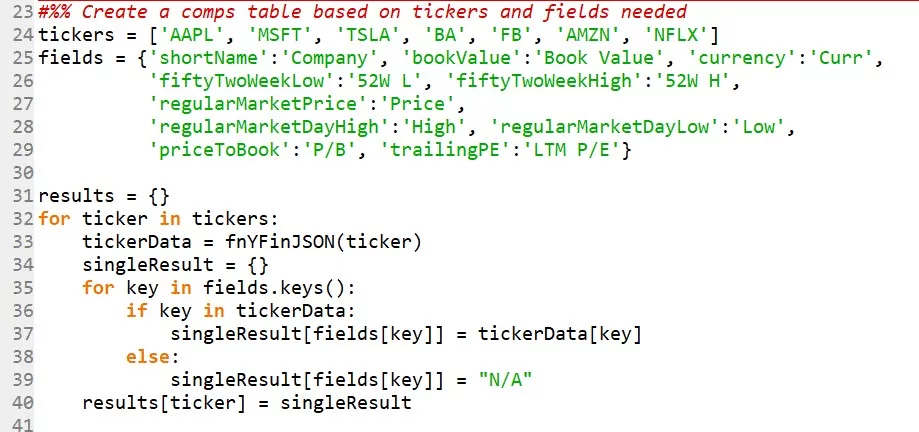 23 #%% Create a comps table based on tickers and fields needed
24 tickers = ['AAPL', 'MSFT', 'TSLA', 'BA', 'FB', 'AMZN', 'NFLX']
25 fields = {'shortName':'Company', 'bookValue':'Book Value', 'currency':'Curr',
26           'fiftyTwoWeekLow':'52W L', 'fiftyTwoWeekHigh':'52W H',
27           'regularMarketPrice':'Price',
28           'regularMarketDayHigh':'High', 'regularMarketDayLow':'Low',
29           'priceToBook':'P/B', 'trailingPE':'LTM P/E'}
30
31 results = {}
32 for ticker in tickers:
33     tickerData = fnYFinJSON(ticker)
34     singleResult = {}
35     for key in fields.keys():
36         if key in tickerData:
37             singleResult[fields[key]] = tickerData[key]
38         else:
39             singleResult[fields[key]] = "N/A"
40     results[ticker] = singleResult
41